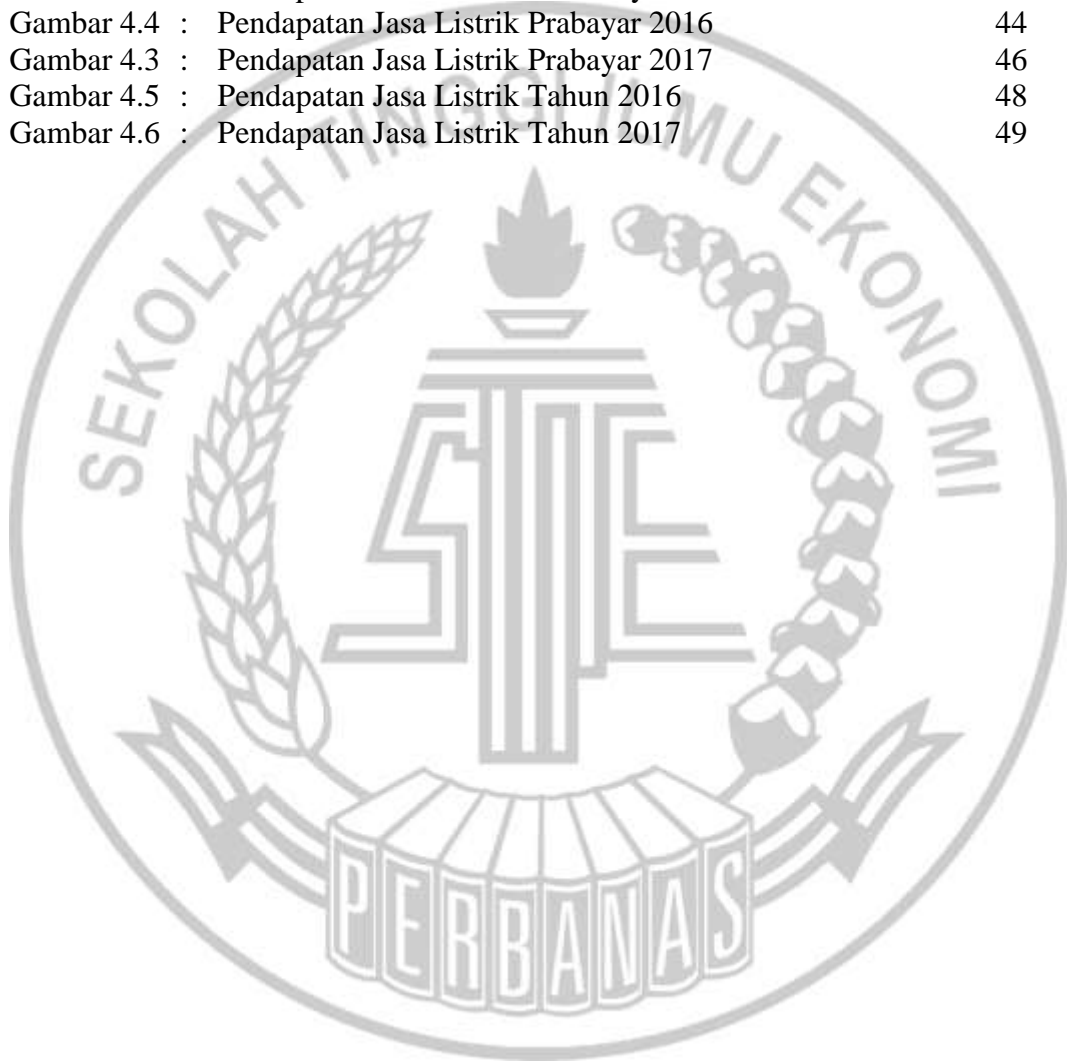 Gambar 4.4 : Pendapatan Jasa Listrik Prabayar 2016 44
Gambar 4.3 : Pendapatan Jasa Listrik Prabayar 2017 46
Gambar 4.5 : Pendapatan Jasa Listrik Tahun 2016 48
Gambar 4.6 : Pendapatan Jasa Listrik Tahun 2017 49
SEKOLAH TINGGI ILMU EKONOMI
STIE
PERBANAS